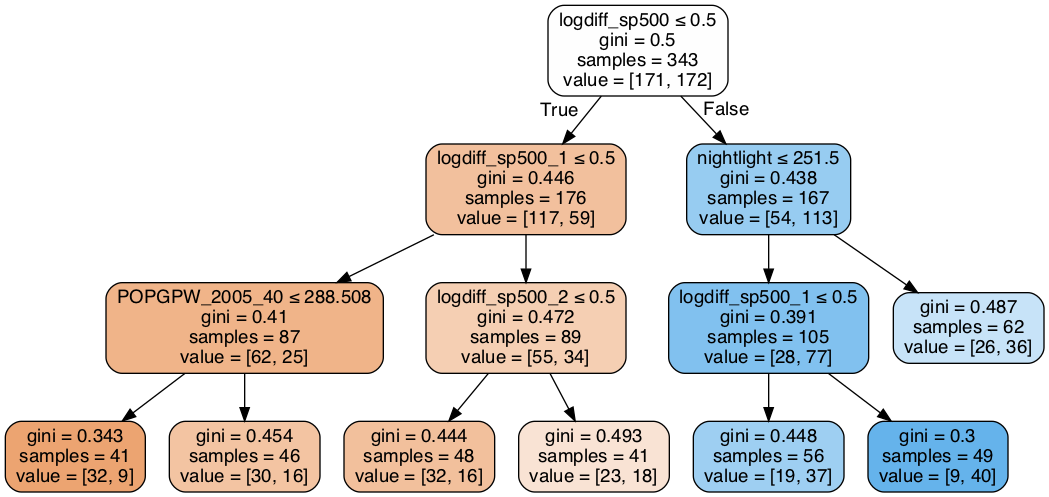 logdiff_sp500 ≤ 0.5
gini = 0.5
samples = 343
value = [171, 172]
True
False
logdiff_sp500_1 ≤ 0.5
gini = 0.446
samples = 176
value = [117, 59]
nightlight ≤ 251.5
gini = 0.438
samples = 167
value = [54, 113]
POPGPW_2005_40 ≤ 288.508
gini = 0.41
samples = 87
value = [62, 25]
logdiff_sp500_2 ≤ 0.5
gini = 0.472
samples = 89
value = [55, 34]
logdiff_sp500_1 ≤ 0.5
gini = 0.391
samples = 105
value = [28, 77]
gini = 0.487
samples = 62
value = [26, 36]
gini = 0.343
samples = 41
value = [32, 9]
gini = 0.454
samples = 46
value = [30, 16]
gini = 0.444
samples = 48
value = [32, 16]
gini = 0.493
samples = 41
value = [23, 18]
gini = 0.448
samples = 56
value = [19, 37]
gini = 0.3
samples = 49
value = [9, 40]